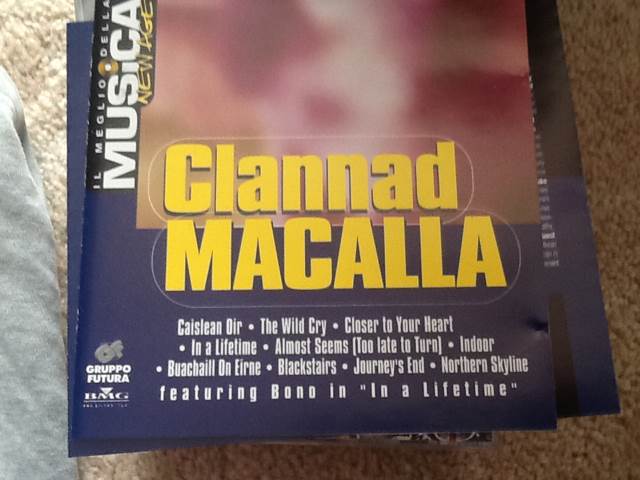 IL MEGLIO DELLA
MUSiCA
NEW AGE
Clannad
MACALLA
Caislean Oir • The Wild Cry • Closer to Your Heart
• In a Lifetime • Almost Seems (Too late to Turn) • Indoor
• Buachaill On Eirne • Blackstairs • Journey's End • Northern Skyline
featuring Bono in "In a Lifetime"
GRUPPO
FUTURA
BMG